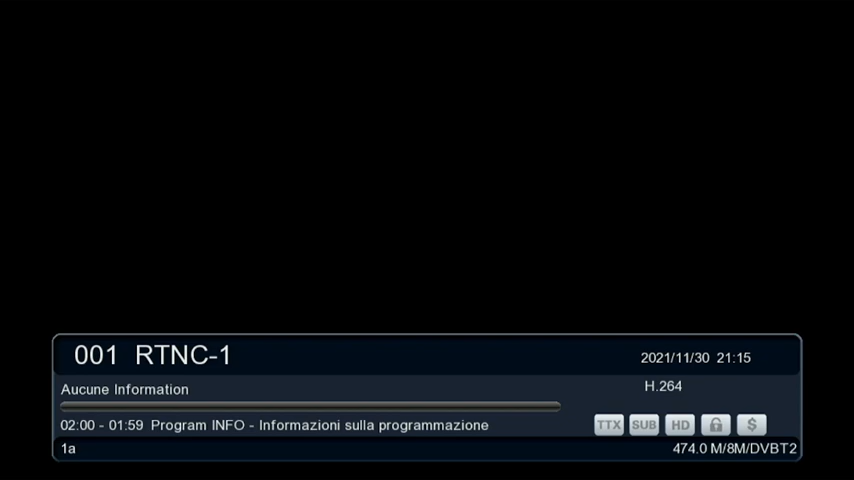 001 RTNC-1
2021/11/30 21:15
Aucune Information
H.264
02:00 - 01:59 Program INFO - Informazioni sulla programmazione
TTX SUB HD $
1a
474.0 M/8M/DVBT2